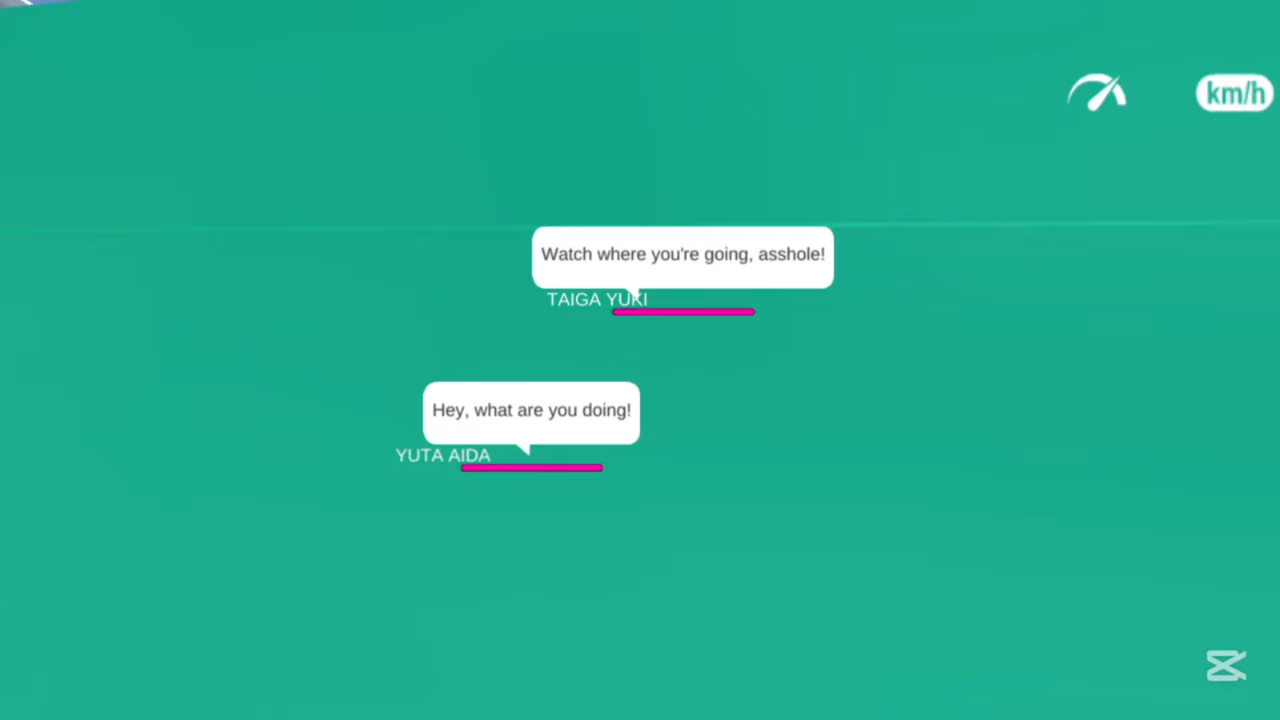 km/h
Watch where you're going, asshole!
TAIGA YUKI
Hey, what are you doing!
YUTA AIDA